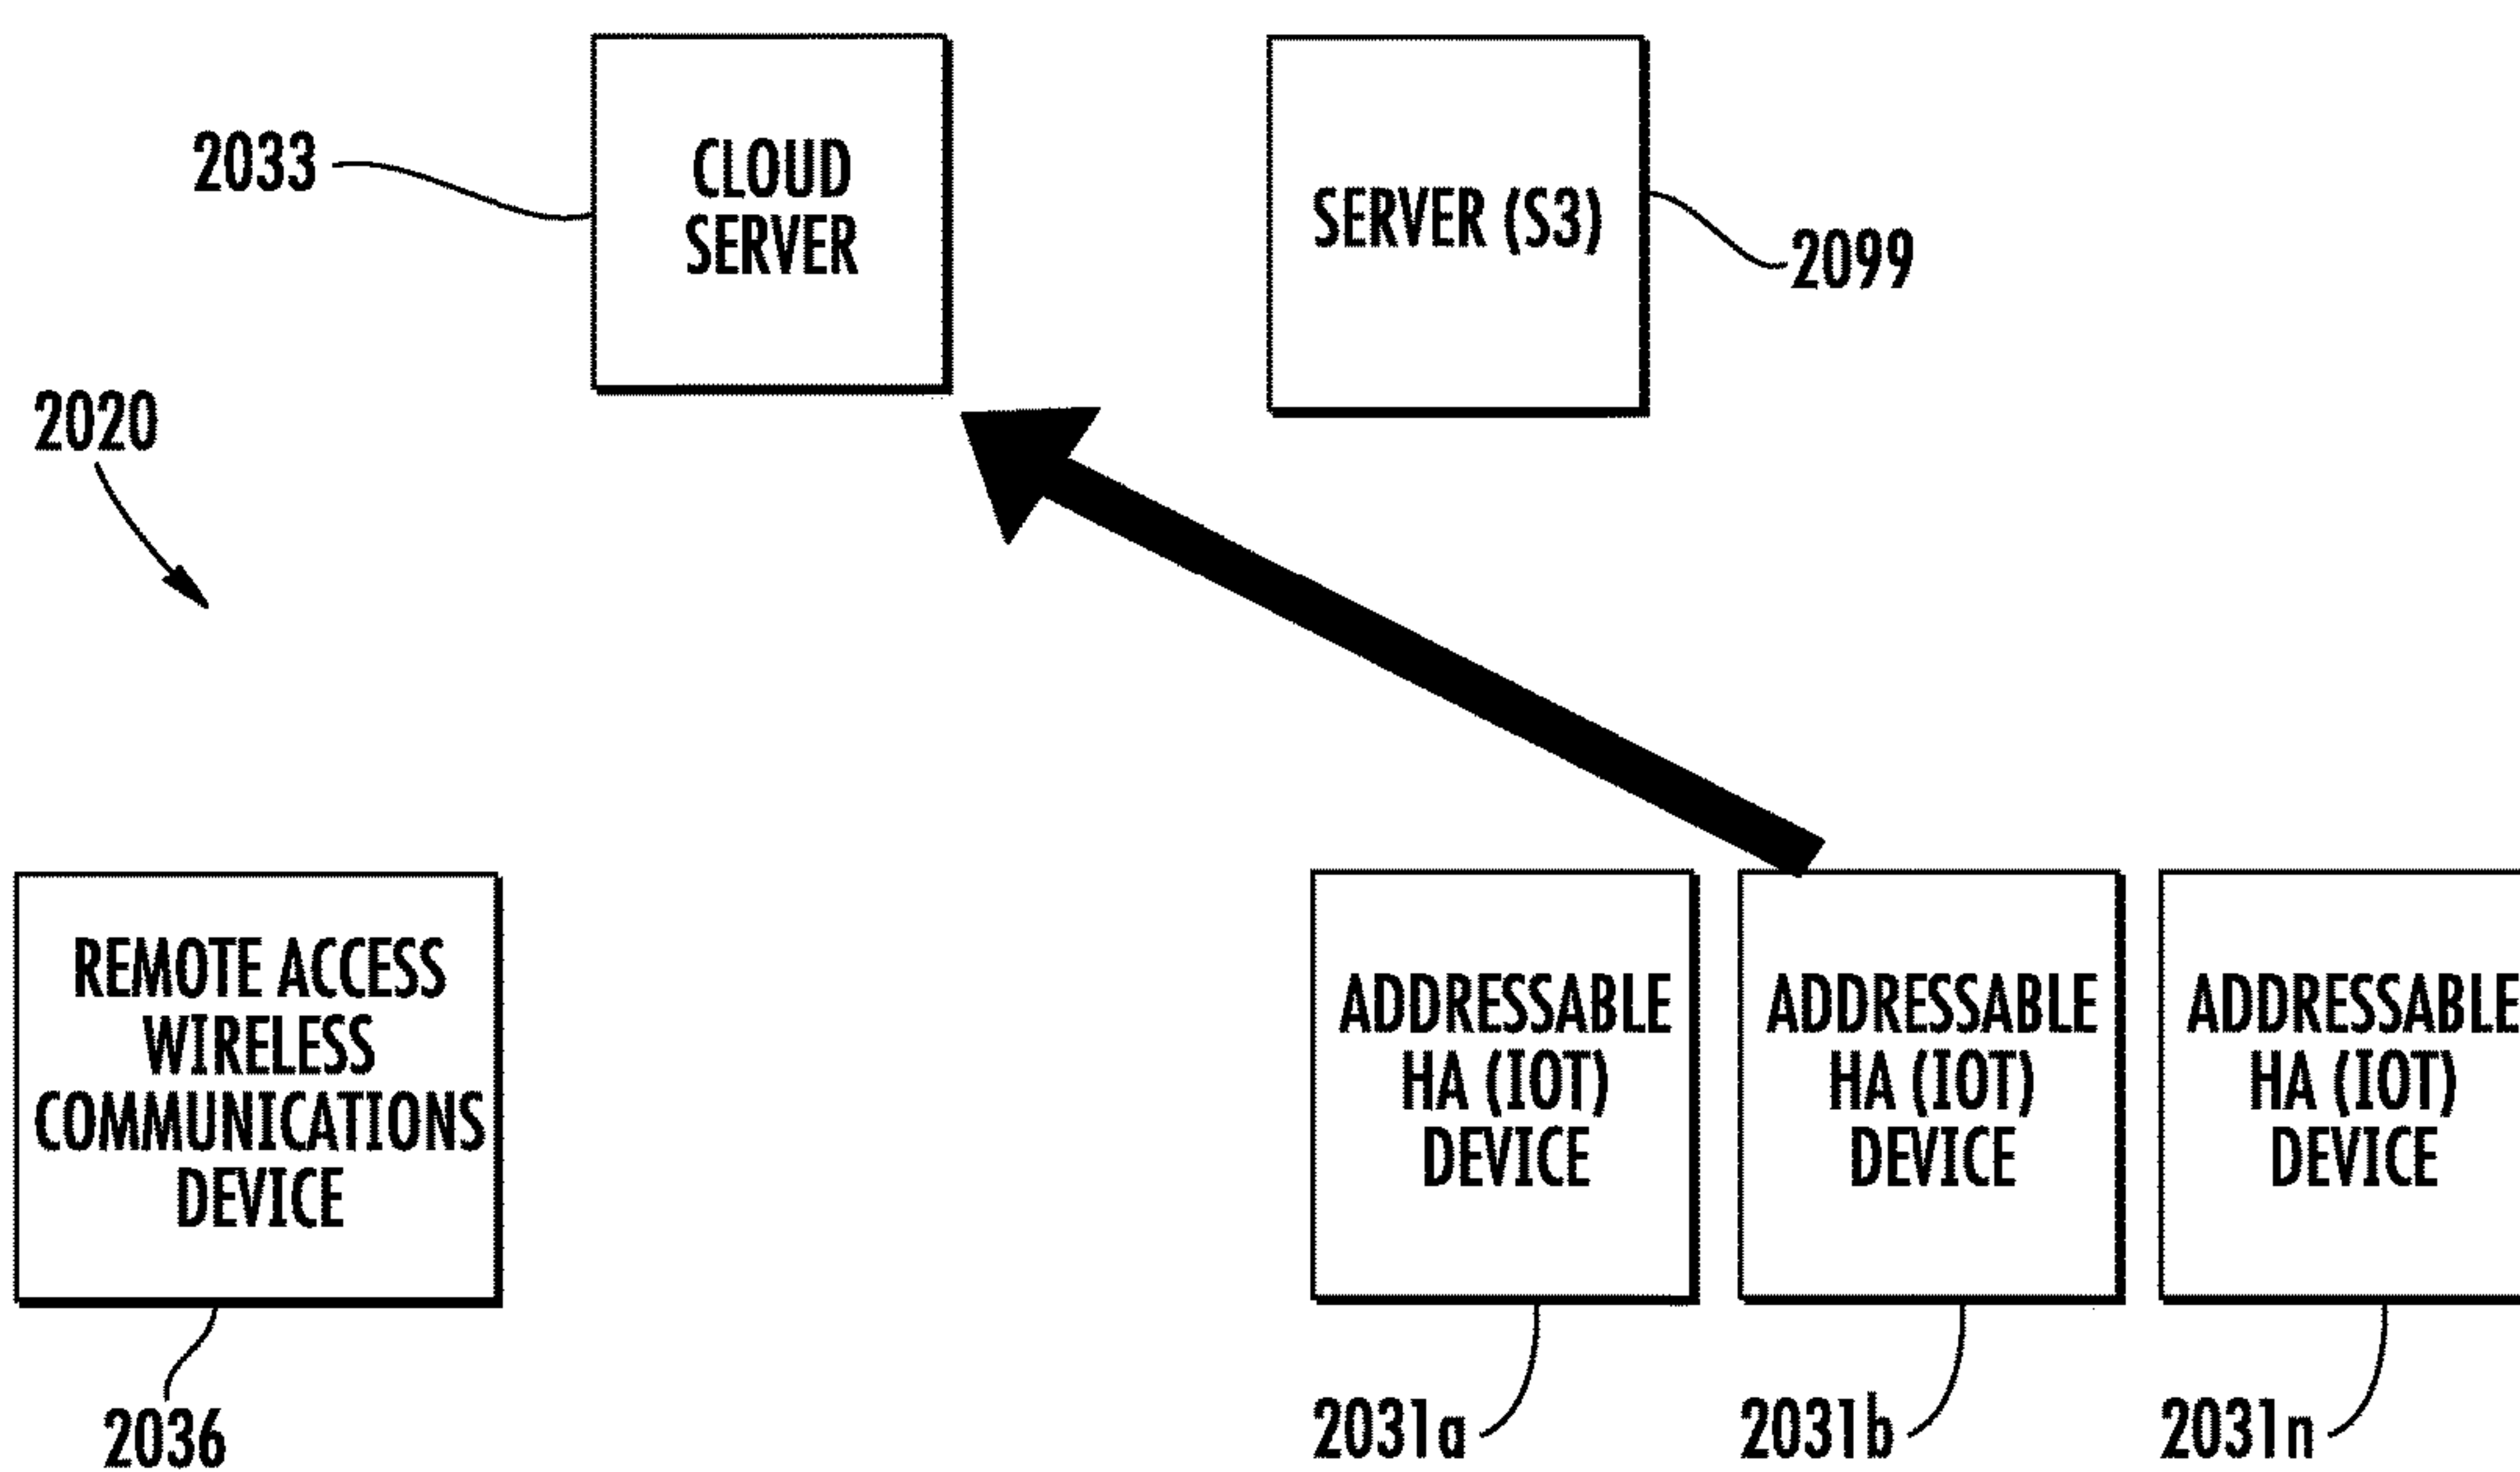 2033
CLOUD
SERVER
SERVER (S3)
2099
2020
REMOTE ACCESS
WIRELESS
COMMUNICATIONS
DEVICE
2036
ADDRESSABLE
HA (IOT)
DEVICE
2031a
ADDRESSABLE
HA (IOT)
DEVICE
2031b
ADDRESSABLE
HA (IOT)
DEVICE
2031n